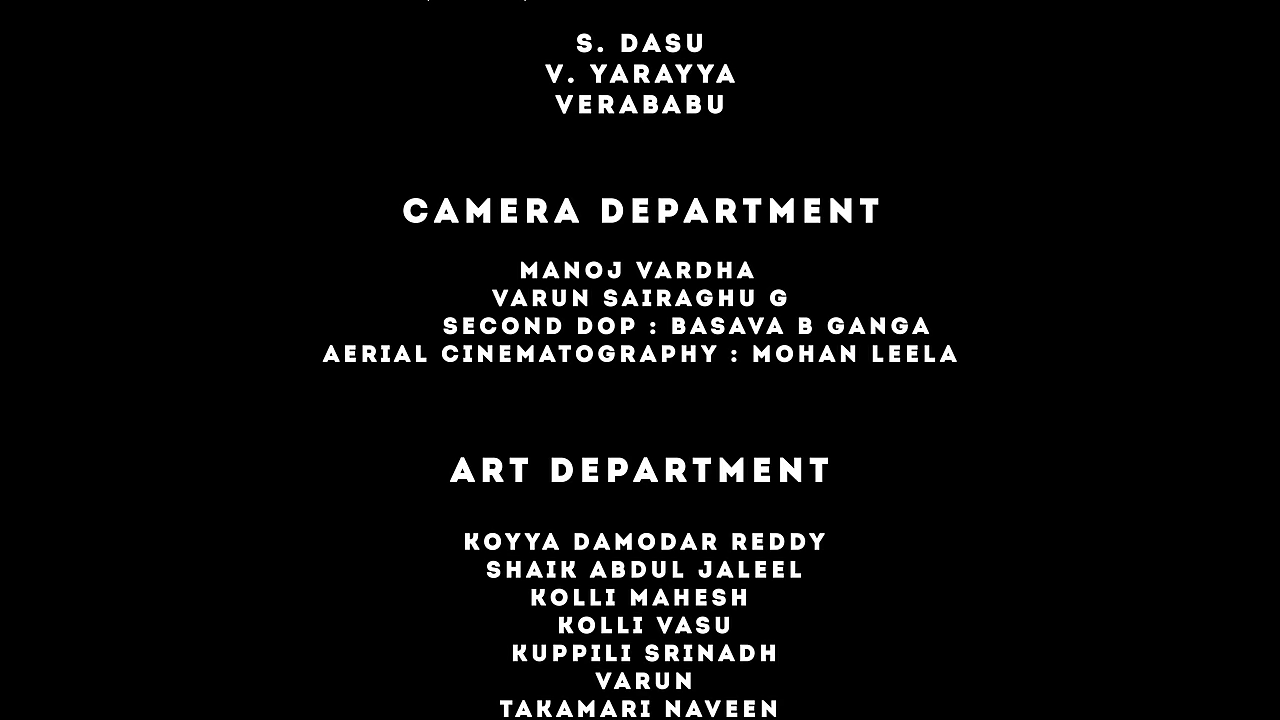 S. DASU
V. YARAYYA
VERABABU
CAMERA DEPARTMENT
MANOJ VARDHA
VARUN SAIRAGHU G
SECOND DOP : BASAVA B GANGA
AERIAL CINEMATOGRAPHY : MOHAN LEELA
ART DEPARTMENT
KOYYA DAMODAR REDDY
SHAIK ABDUL JALEEL
KOLLI MAHESH
KOLLI VASU
KUPPILI SRINADH
VARUN
TAKAMARI NAVEEN